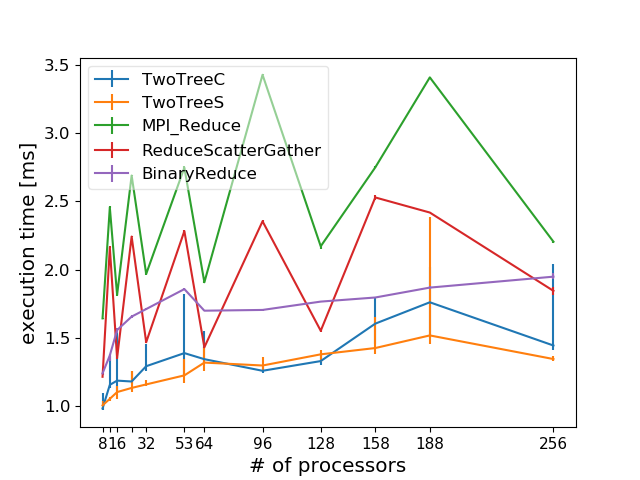 execution time [ms]
3.5
3.0
2.5
2.0
1.5
1.0
TwoTreeC
TwoTreeS
MPI_Reduce
ReduceScatterGather
BinaryReduce
8 16 32 53 64 96 128 158 188 256
# of processors